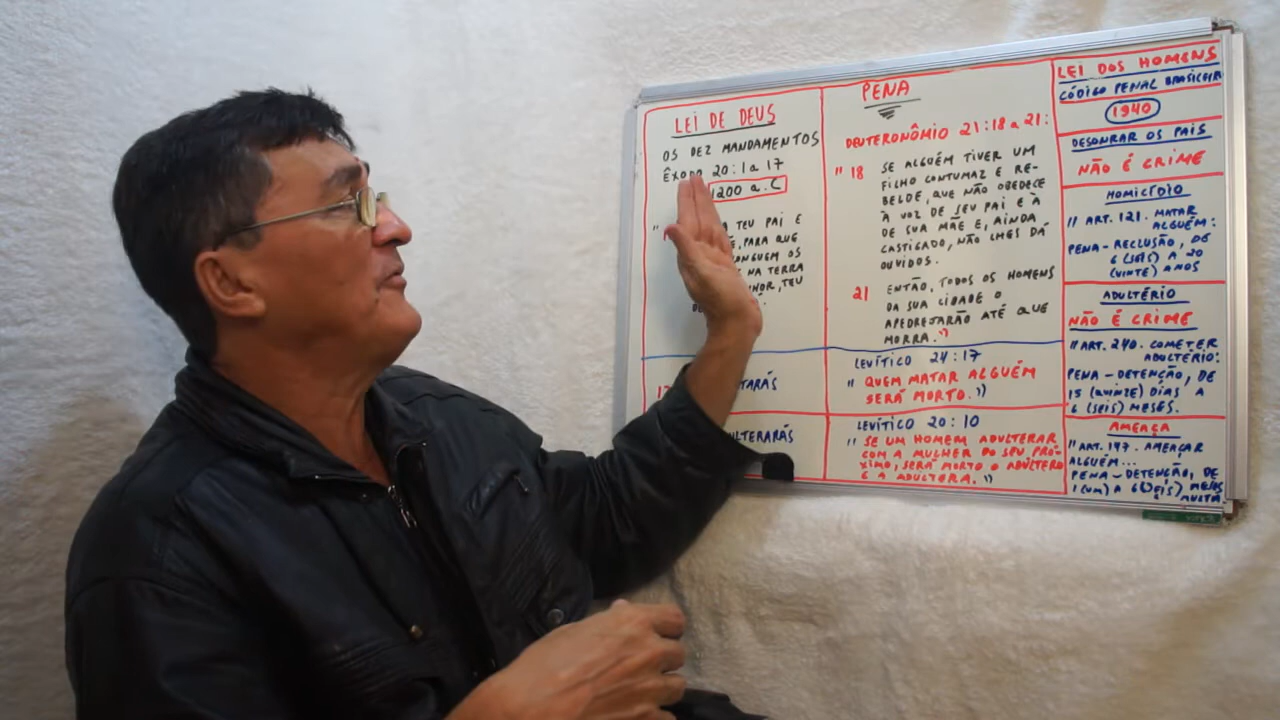 LEI DE DEUS
OS DEZ MANDAMENTOS
ÊXODO 20:1 a 17
1200 a.C
TEU PAI E
PARA QUE
OS
NA TERRA
TEU
PENA
DEUTERONÔMIO 21:18 a 21:
" 18 SE ALGUÉM TIVER UM
FILHO CONTUMAZ E RE-
BELDE, QUE NÃO OBEDECE
À VOZ DE SEU PAI E À
DE SUA MÃE E, AINDA
CASTIGADO, NÃO LHES DÁ
OUVIDOS.
21 ENTÃO, TODOS OS HOMENS
DA SUA CIDADE O
APEDREJARÃO ATÉ QUE
MORRA."
LEVÍTICO 24:17
" QUEM MATAR ALGUÉM
SERÁ MORTO."
LEVÍTICO 20:10
" SE UM HOMEM ADULTERAR
COM A MULHER DO SEU PRÓ-
XIMO, SERÁ MORTO O ADÚLTERO
E A ADÚLTERA."
LEI DOS HOMENS
CÓDIGO PENAL BRASILEIR
1940
DESONRAR OS PAIS
NÃO É CRIME
HOMICÍDIO
"ART. 121. MATAR
ALGUÉM:
PENA - RECLUSÃO, DE
6 (SEIS) A 20
(VINTE) ANOS
ADULTÉRIO
NÃO É CRIME
"ART. 240. COMETER
ADULTÉRIO:
PENA - DETENÇÃO, DE
15 (QUINZE) DIAS A
6 (SEIS) MESES.
AMEAÇA
"ART. 147. AMEAÇAR
ALGUÉM...
PENA - DETENÇÃO, DE
1 (UM) A 6 (SEIS) MESES
MULTA